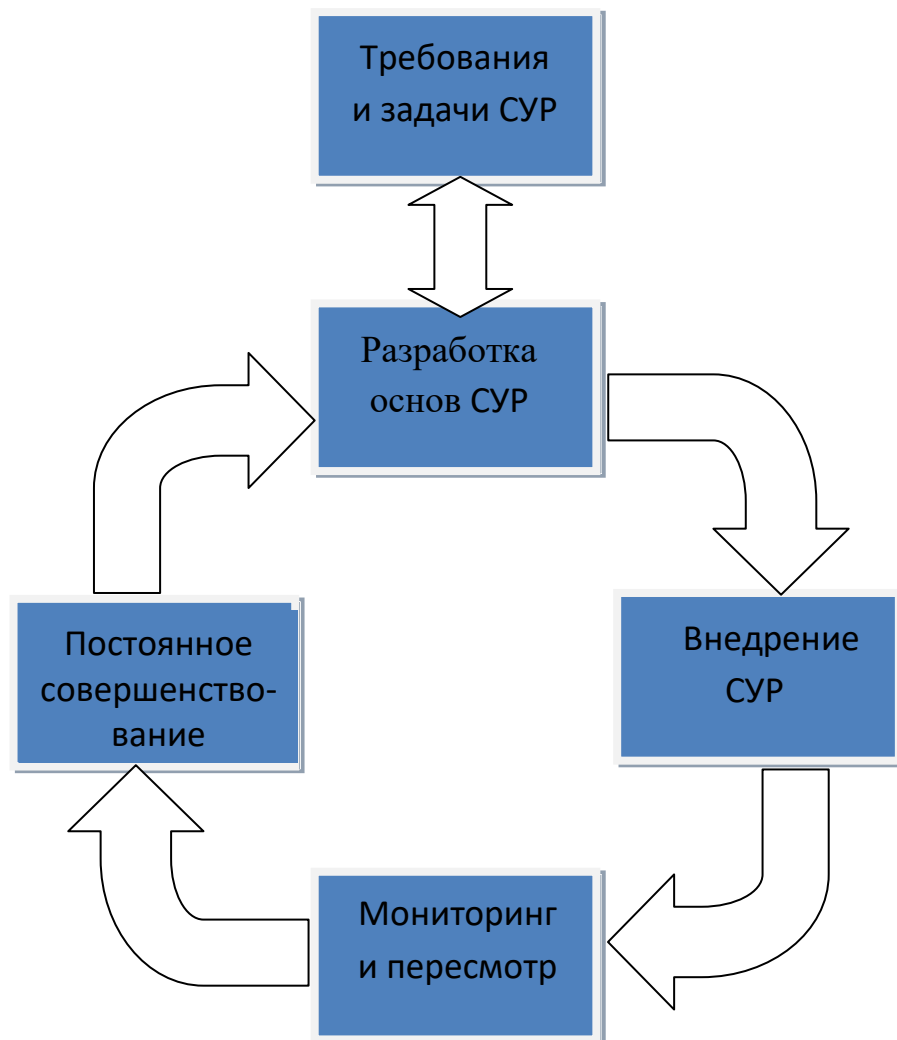 Требования
и задачи СУР
Разработка
основ СУР
Внедрение
СУР
Мониторинг
и пересмотр
Постоянное
совершенство-
вание